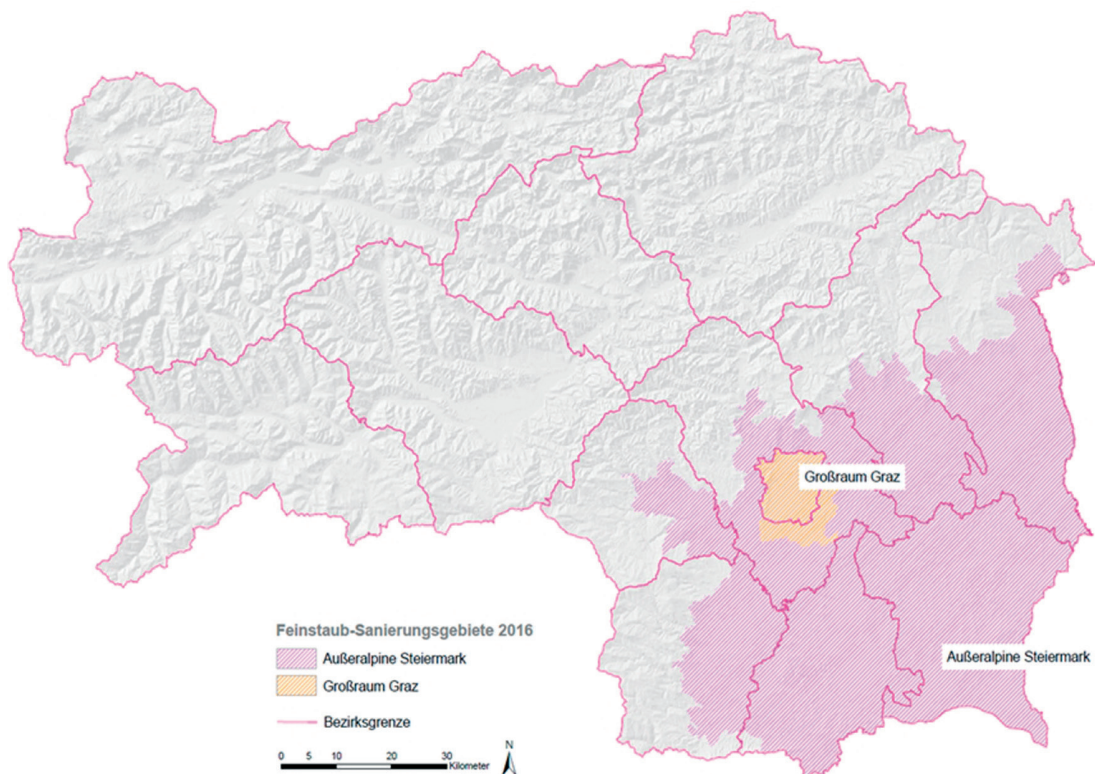 Großraum Graz
Außeralpine Steiermark
Feinstaub-Sanierungsgebiete 2016
Außeralpine Steiermark
Großraum Graz
Bezirksgrenze
0 5 10 20 30
Kilometer
N